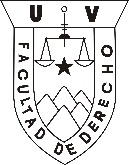 U V
FACULTAD DE DERECHO